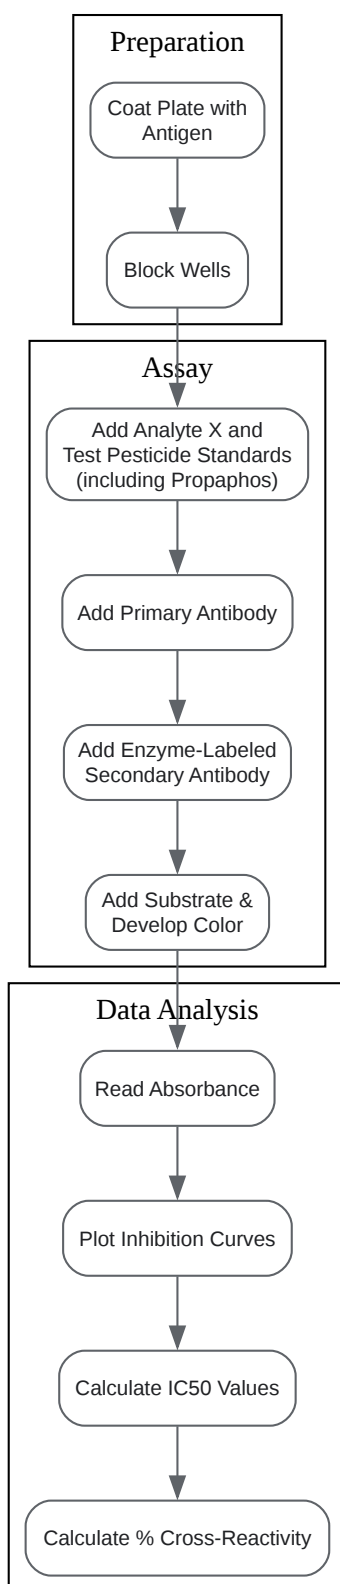 Preparation
Coat Plate with
Antigen
Block Wells
Assay
Add Analyte X and
Test Pesticide Standards
(including Propaphos)
Add Primary Antibody
Add Enzyme-Labeled
Secondary Antibody
Add Substrate &
Develop Color
Data Analysis
Read Absorbance
Plot Inhibition Curves
Calculate IC50 Values
Calculate % Cross-Reactivity